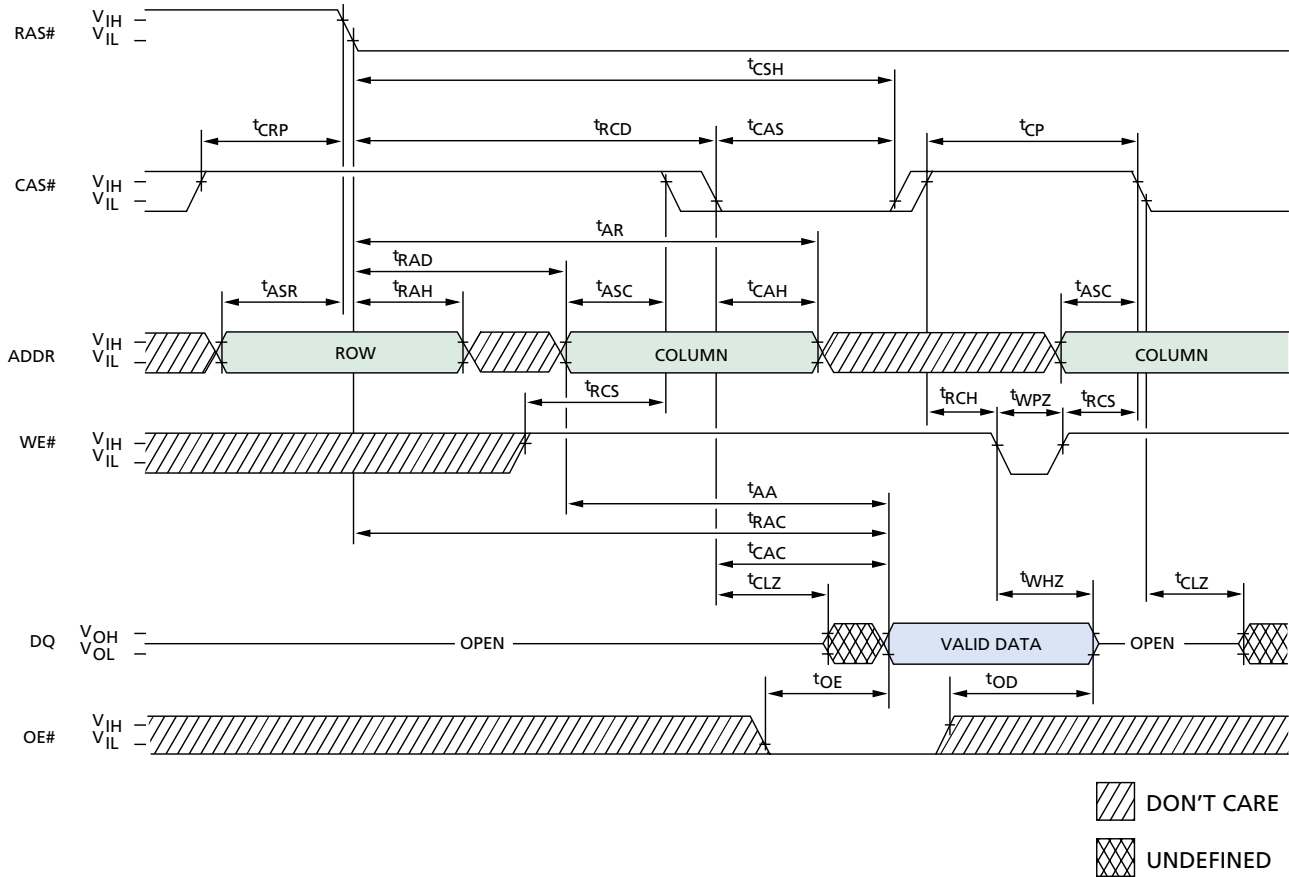 RAS#
VIH
VIL
tCSH
tCRP
tRCD
tCAS
tCP
CAS#
VIH
VIL
tAR
tRAD
tASR
tRAH
tASC
tCAH
tASC
ADDR
VIH
VIL
ROW
COLUMN
COLUMN
tRCS
tRCH
tWPZ
tRCS
WE#
VIH
VIL
tAA
tRAC
tCAC
tCLZ
tWHZ
tCLZ
DQ
VOH
VOL
OPEN
VALID DATA
OPEN
tOE
tOD
OE#
VIH
VIL
DON'T CARE
UNDEFINED